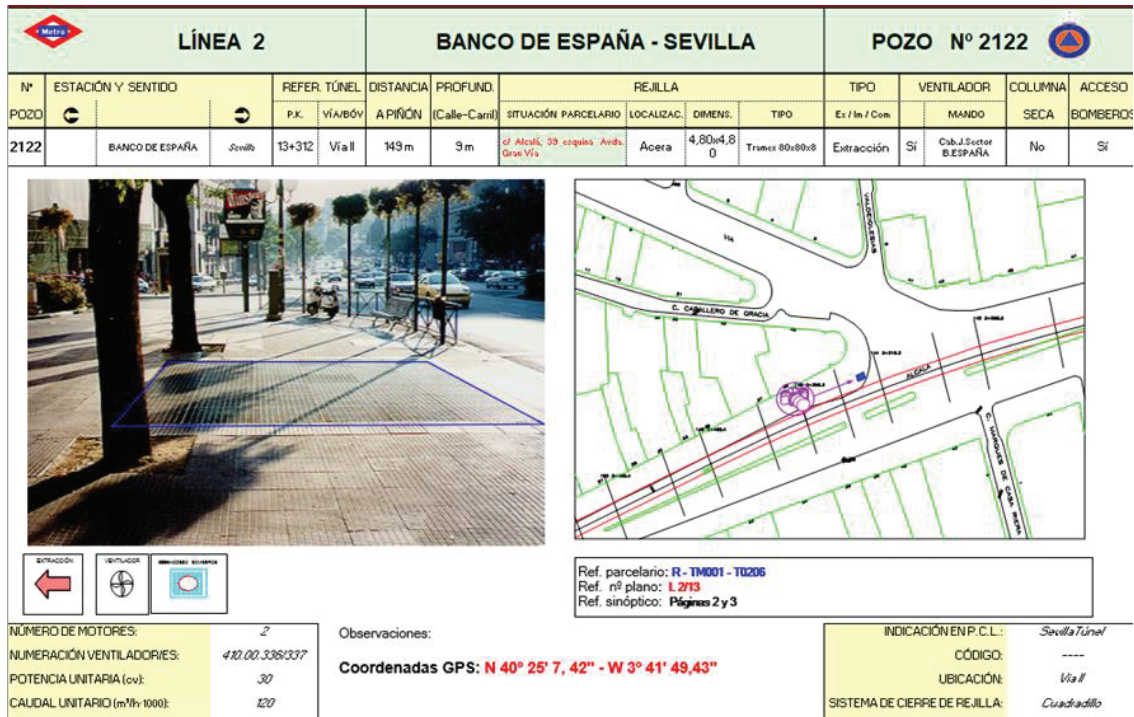 Metro
LÍNEA 2
BANCO DE ESPAÑA - SEVILLA
POZO Nº 2122
Nº POZO
ESTACIÓN Y SENTIDO
REFER. TÚNEL
DISTANCIA A PIÑÓN
PROFUND. (Calle-Carril)
REJILLA
TIPO
VENTILADOR
COLUMNA SECA
ACCESO BOMBEROS
P.K.
VÍA/BÓV
SITUACIÓN PARCELARIO
LOCALIZAC.
DIMENS.
TIPO
Ex / Im / Com
MANDO
2122
BANCO DE ESPAÑA
Sevilla
13+312
Vía II
149 m
9 m
c/ Alcalá, 39 esquina Avda. Gran Vía
Acera
4,80x4,80
Tramex 80x80x8
Extracción
Sí
Cab.J.Sector B.ESPAÑA
No
Sí
Winston
VÍA
VALDEIGLESIAS
C. CABALLERO DE GRACIA
ALCALA
C. MARQUES DE CASA RIERA
EXTRACCIÓN
VENTILADOR
Ref. parcelario: R - TM001 - T0206
Ref. nº plano: L 2/13
Ref. sinóptico: Páginas 2 y 3
NÚMERO DE MOTORES: 2
NUMERACIÓN VENTILADOR/ES: 410.00.336/337
POTENCIA UNITARIA (cv): 30
CAUDAL UNITARIO (m³/h·1000): 120
Observaciones:
Coordenadas GPS: N 40º 25' 7, 42" - W 3º 41' 49,43"
INDICACIÓN EN P.C.L.: Sevilla Túnel
CÓDIGO: ----
UBICACIÓN: Vía II
SISTEMA DE CIERRE DE REJILLA: Cuadradillo